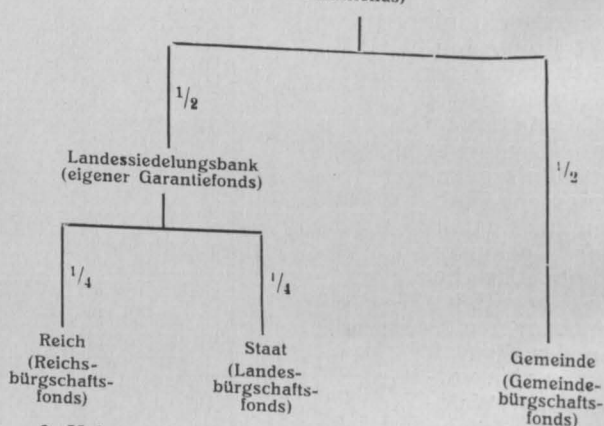 1/2
Landessiedelungsbank
(eigener Garantiefonds)
1/2
1/4
1/4
Reich
(Reichs-
bürgschafts-
fonds)
Staat
(Landes-
bürgschafts-
fonds)
Gemeinde
(Gemeinde-
bürgschafts-
fonds)